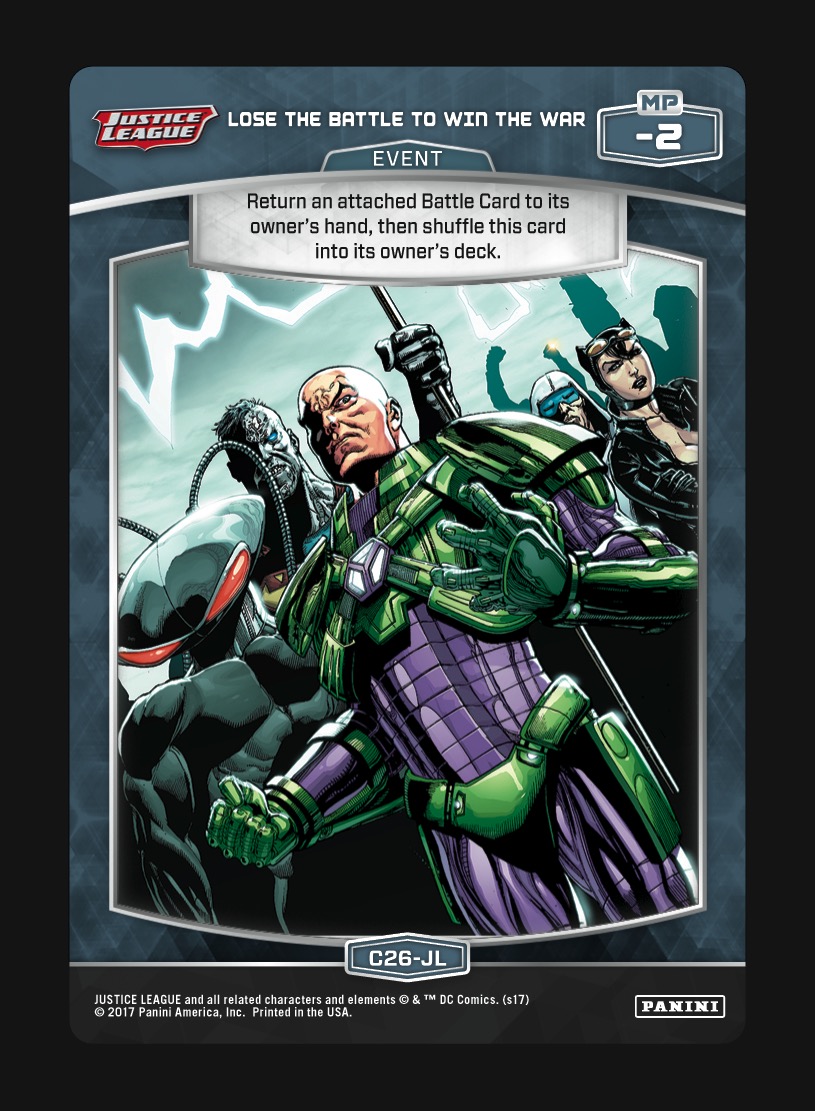 JUSTICE
LEAGUE
LOSE THE BATTLE TO WIN THE WAR
MP
-2
EVENT
Return an attached Battle Card to its
owner's hand, then shuffle this card
into its owner's deck.
C26-JL
JUSTICE LEAGUE and all related characters and elements © & ™ DC Comics. (s17)
© 2017 Panini America, Inc. Printed in the USA.
PANINI